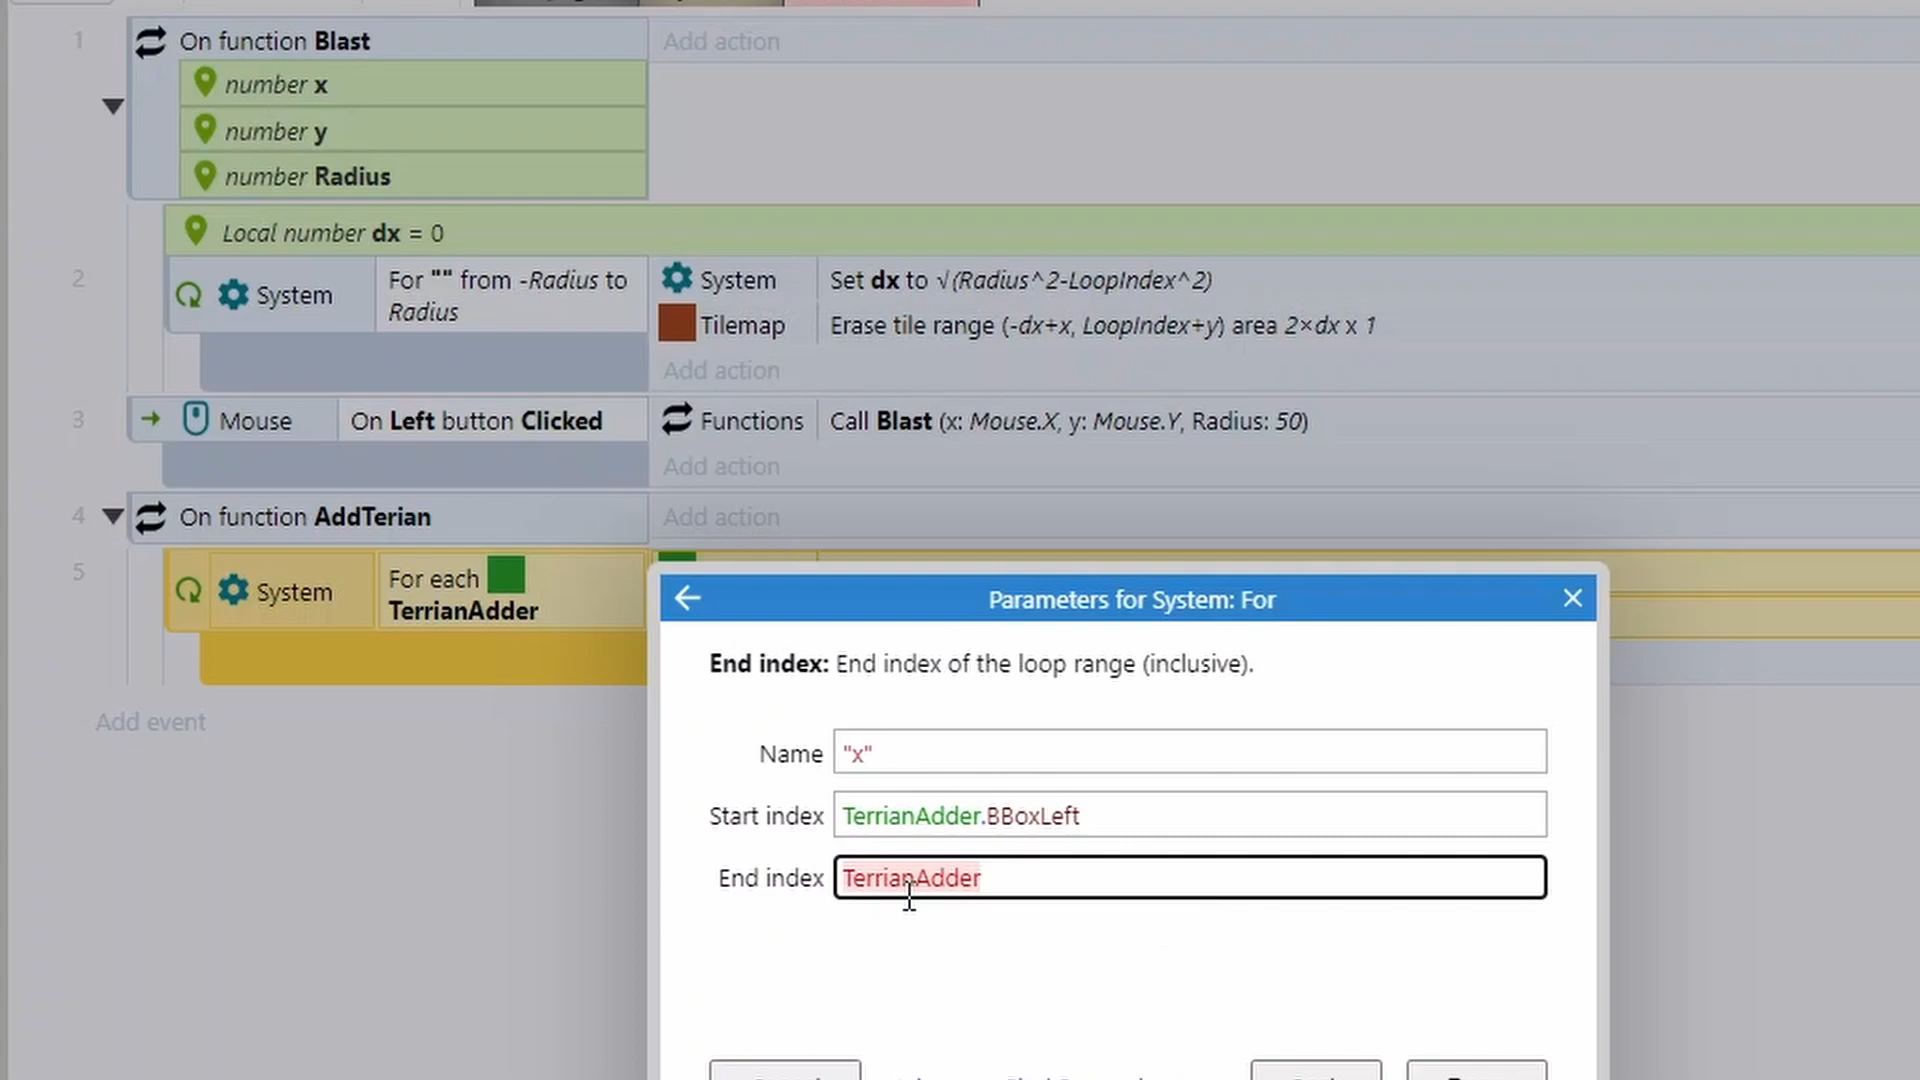 1 On function Blast Add action
number x
number y
number Radius
Local number dx = 0
2 System For "" from -Radius to Radius System Set dx to √(Radius^2-LoopIndex^2)
Tilemap Erase tile range (-dx+x, LoopIndex+y) area 2×dx x 1
Add action
3 Mouse On Left button Clicked Functions Call Blast (x: Mouse.X, y: Mouse.Y, Radius: 50)
Add action
4 On function AddTerian Add action
5 System For each TerrianAdder
Add event
Parameters for System: For
End index: End index of the loop range (inclusive).
Name "x"
Start index TerrianAdder.BBoxLeft
End index TerrianAdder